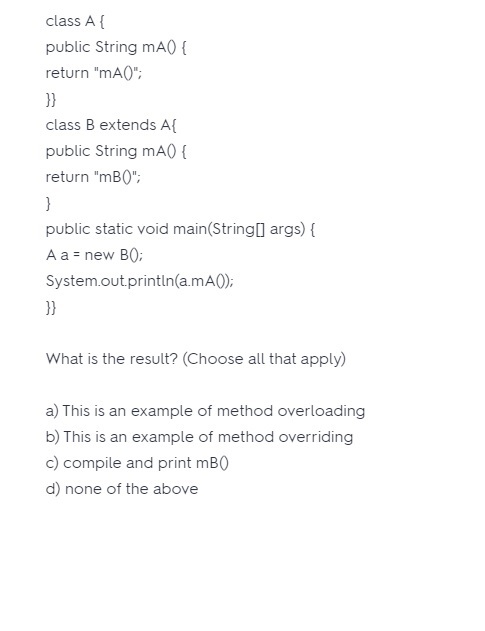 class A {
public String mA() {
return "mA()";
}}
class B extends A{
public String mA() {
return "mB()";
}
public static void main(String[] args) {
A a = new B();
System.out.println(a.mA());
}}
What is the result? (Choose all that apply)
a) This is an example of method overloading
b) This is an example of method overriding
c) compile and print mB()
d) none of the above